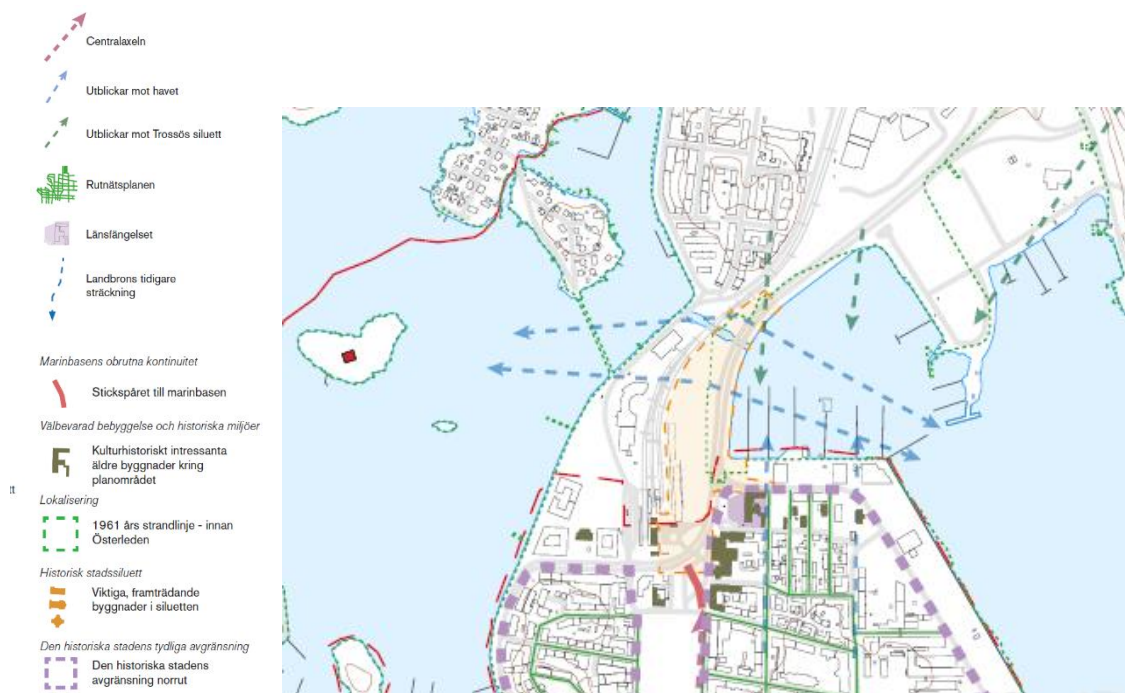 Centralaxeln
Utblickar mot havet
Utblickar mot Trossös siluett
Rutnätsplanen
Länsfängelset
Landbrons tidigare
sträckning
Marinbasens obrutna kontinuitet
Stickspåret till marinbasen
Välbevarad bebyggelse och historiska miljöer
Kulturhistoriskt intressanta
äldre byggnader kring
planområdet
Lokalisering
1961 års strandlinje - innan
Österleden
Historisk stadssiluett
Viktiga, framträdande
byggnader i siluetten
Den historiska stadens tydliga avgränsning
Den historiska stadens
avgränsning norrut